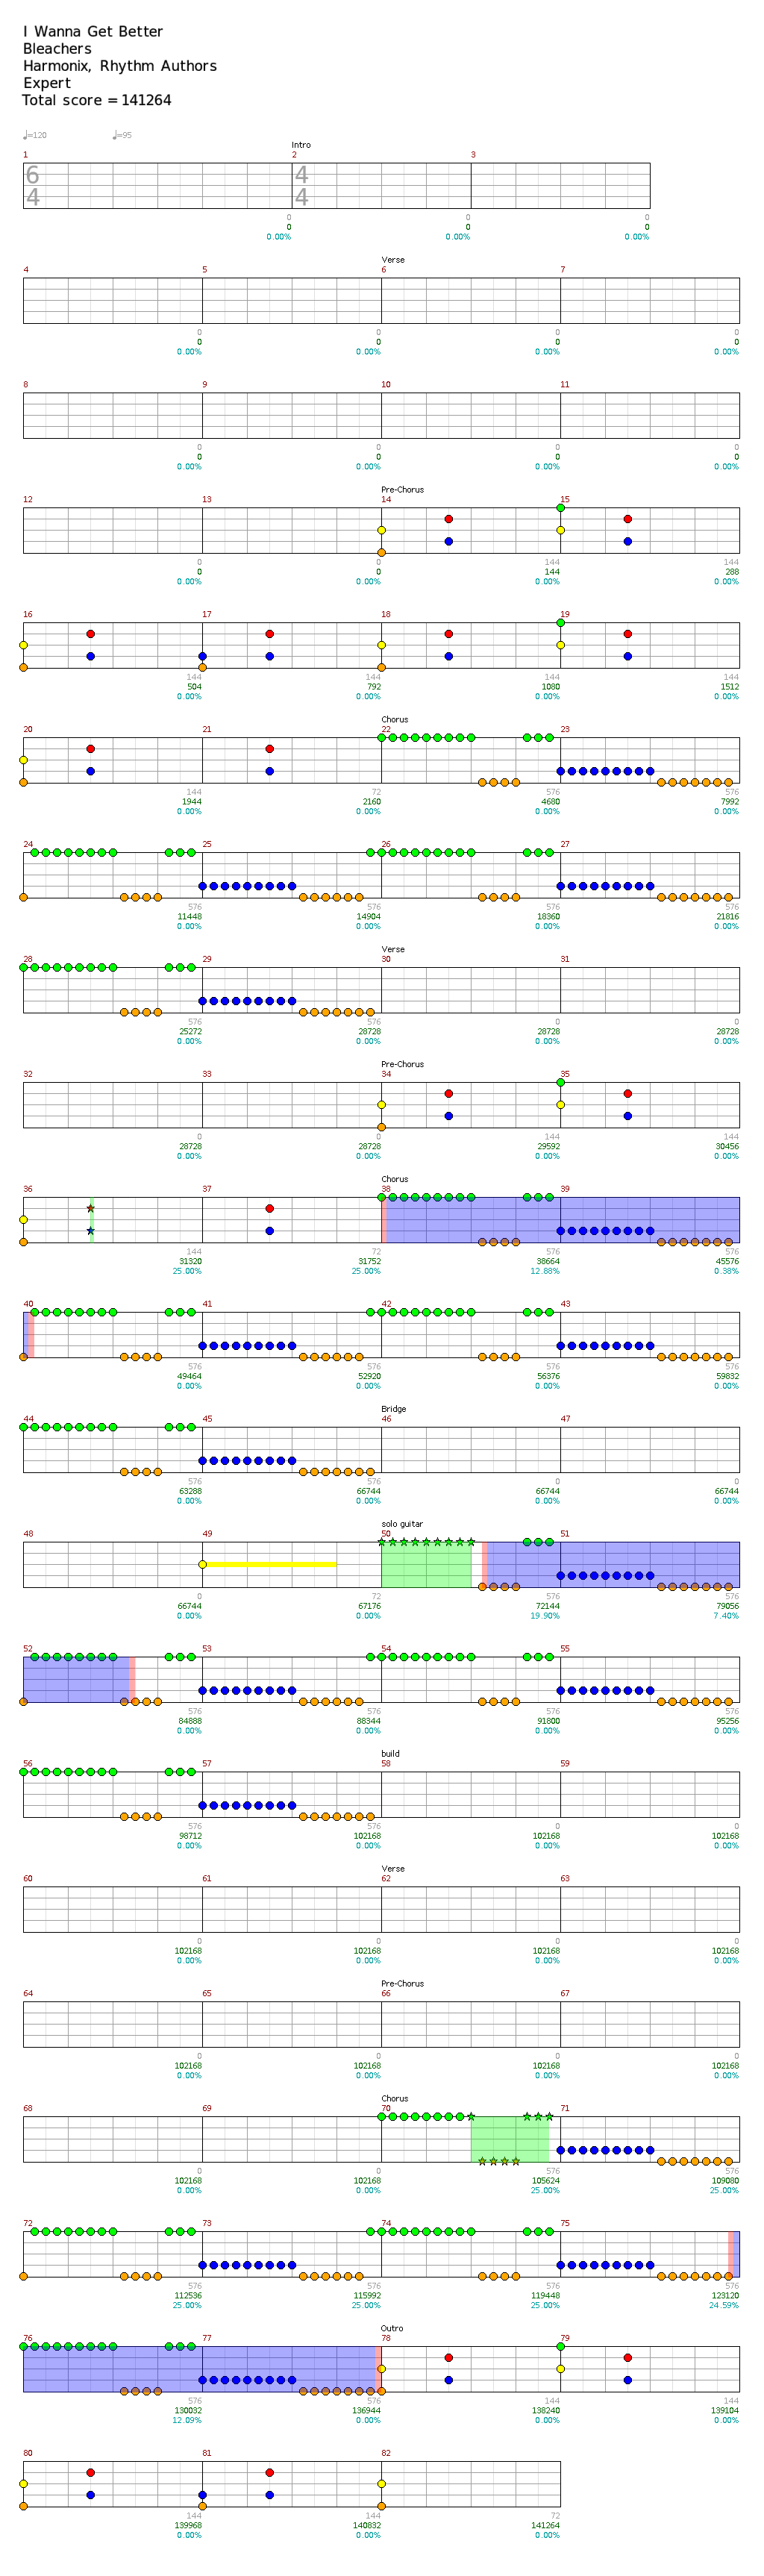 I Wanna Get Better
Bleachers
Harmonix, Rhythm Authors
Expert
Total score = 141264
♩=120 ♩=95
Intro
1 2 3
6 4
4 4
0 0 0
0 0 0
0.00% 0.00% 0.00%
Verse
4 5 6 7
0 0 0 0
0 0 0 0
0.00% 0.00% 0.00% 0.00%
8 9 10 11
0 0 0 0
0 0 0 0
0.00% 0.00% 0.00% 0.00%
Pre-Chorus
12 13 14 15
0 0 144 144
0 0 144 288
0.00% 0.00% 0.00% 0.00%
16 17 18 19
144 144 144 144
504 792 1080 1512
0.00% 0.00% 0.00% 0.00%
Chorus
20 21 22 23
144 72 576 576
1944 2160 4680 7992
0.00% 0.00% 0.00% 0.00%
24 25 26 27
576 576 576 576
11448 14904 18360 21816
0.00% 0.00% 0.00% 0.00%
Verse
28 29 30 31
576 576 0 0
25272 28728 28728 28728
0.00% 0.00% 0.00% 0.00%
Pre-Chorus
32 33 34 35
0 0 144 144
28728 28728 29592 30456
0.00% 0.00% 0.00% 0.00%
Chorus
36 37 38 39
144 72 576 576
31320 31752 38664 45576
25.00% 25.00% 12.88% 0.38%
40 41 42 43
576 576 576 576
49464 52920 56376 59832
0.00% 0.00% 0.00% 0.00%
Bridge
44 45 46 47
576 576 0 0
63288 66744 66744 66744
0.00% 0.00% 0.00% 0.00%
solo guitar
48 49 50 51
0 72 576 576
66744 67176 72144 79056
0.00% 0.00% 19.90% 7.40%
52 53 54 55
576 576 576 576
84888 88344 91800 95256
0.00% 0.00% 0.00% 0.00%
build
56 57 58 59
576 576 0 0
98712 102168 102168 102168
0.00% 0.00% 0.00% 0.00%
Verse
60 61 62 63
0 0 0 0
102168 102168 102168 102168
0.00% 0.00% 0.00% 0.00%
Pre-Chorus
64 65 66 67
0 0 0 0
102168 102168 102168 102168
0.00% 0.00% 0.00% 0.00%
Chorus
68 69 70 71
0 0 576 576
102168 102168 105624 109080
0.00% 0.00% 25.00% 25.00%
72 73 74 75
576 576 576 576
112536 115992 119448 123120
25.00% 25.00% 25.00% 24.59%
Outro
76 77 78 79
576 576 144 144
130032 136944 138240 139104
12.09% 0.00% 0.00% 0.00%
80 81 82
144 144 72
139968 140832 141264
0.00% 0.00% 0.00%